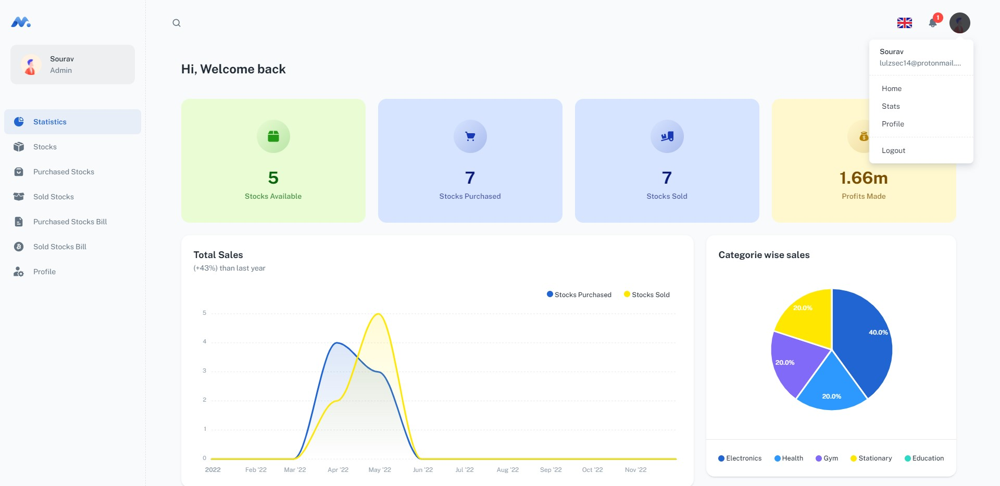 Sourav
Admin
Statistics
Stocks
Purchased Stocks
Sold Stocks
Purchased Stocks Bill
Sold Stocks Bill
Profile
1
Sourav
lulzsec14@protonmail....
Home
Stats
Profile
Logout
Hi, Welcome back
5
Stocks Available
7
Stocks Purchased
7
Stocks Sold
1.66m
Profits Made
Total Sales
(+43%) than last year
Stocks Purchased
Stocks Sold
5
4
3
2
1
0
2022
Feb '22
Mar '22
Apr '22
May '22
Jun '22
Jul '22
Aug '22
Sep '22
Oct '22
Nov '22
Categorie wise sales
20.0%
40.0%
20.0%
20.0%
Electronics
Health
Gym
Stationary
Education